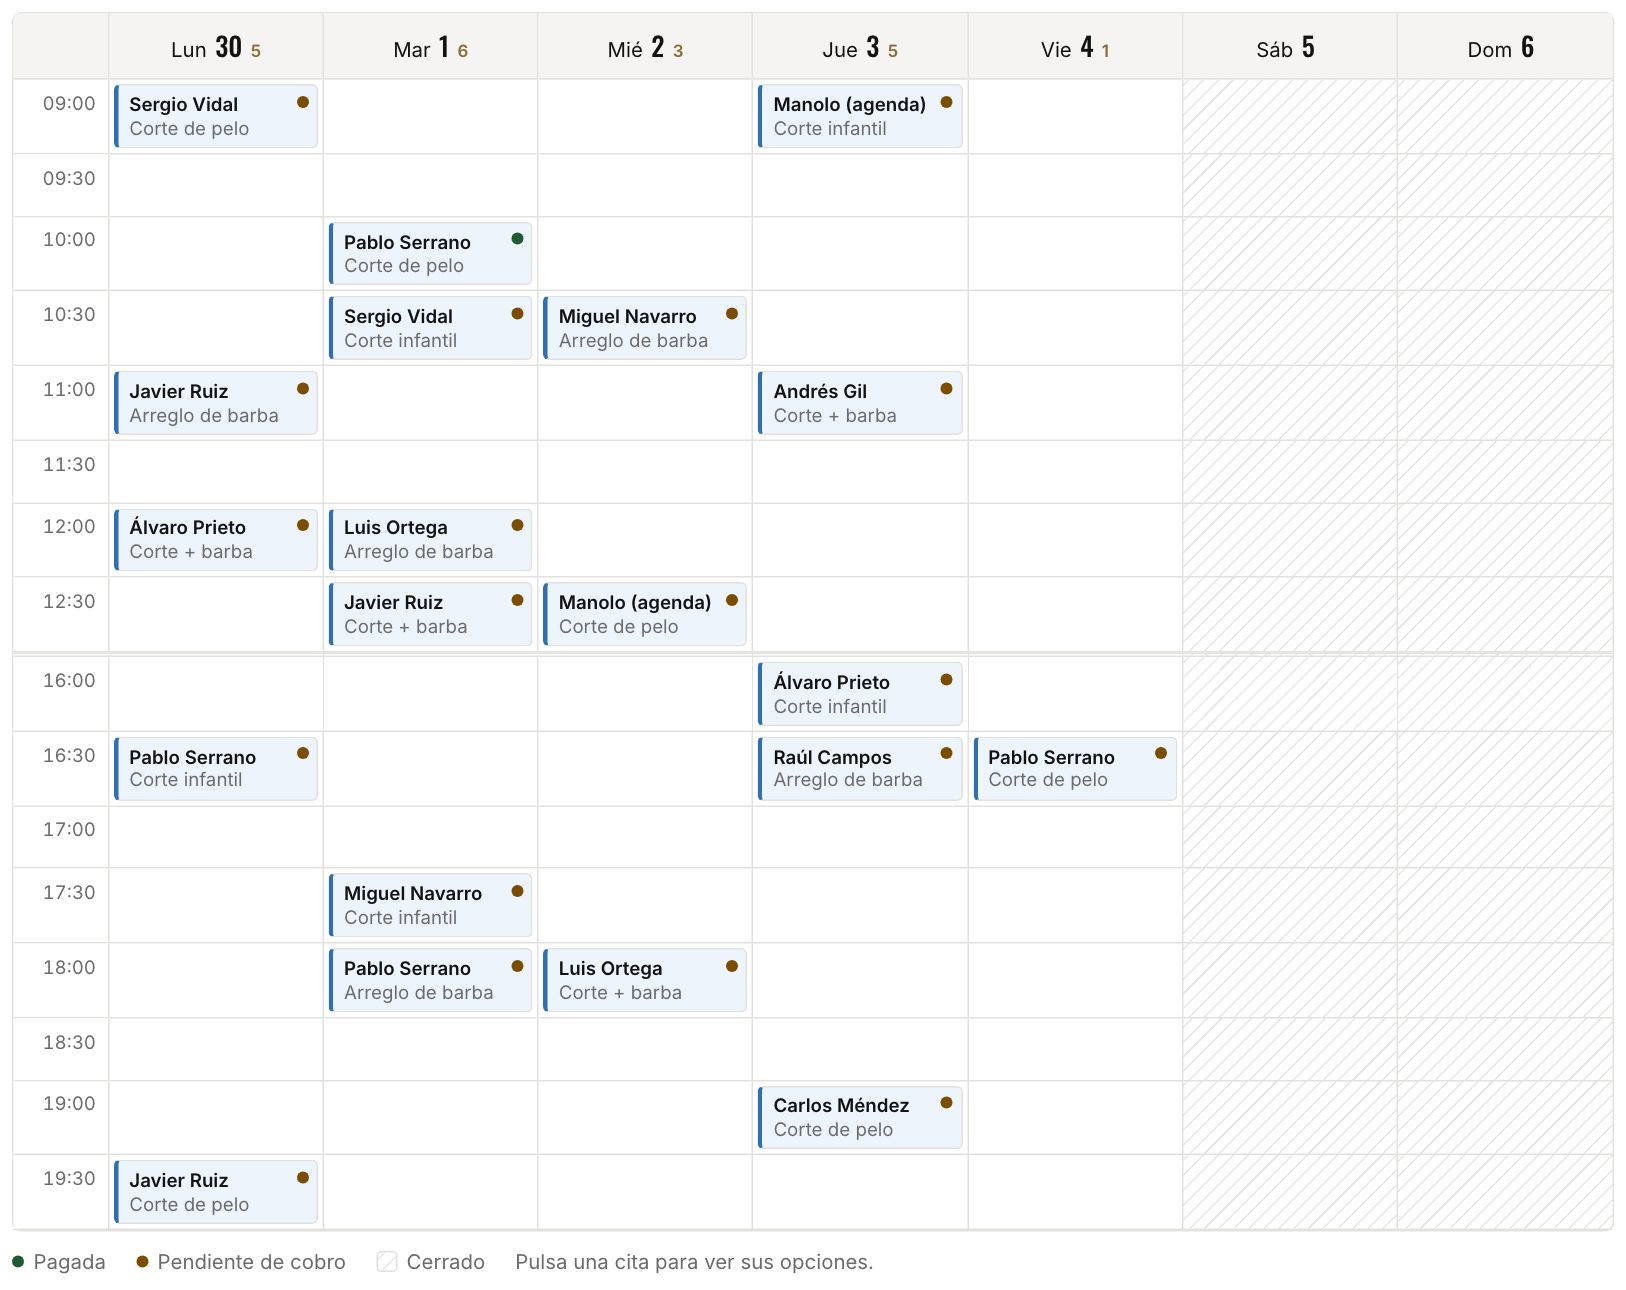 Lun 30 5 Mar 1 6 Mié 2 3 Jue 3 5 Vie 4 1 Sáb 5 Dom 6
09:00 Sergio Vidal Manolo (agenda)
Corte de pelo Corte infantil
09:30
10:00 Pablo Serrano
Corte de pelo
10:30 Sergio Vidal Miguel Navarro
Corte infantil Arreglo de barba
11:00 Javier Ruiz Andrés Gil
Arreglo de barba Corte + barba
11:30
12:00 Álvaro Prieto Luis Ortega
Corte + barba Arreglo de barba
12:30 Javier Ruiz Manolo (agenda)
Corte + barba Corte de pelo
16:00 Álvaro Prieto
Corte infantil
16:30 Pablo Serrano Raúl Campos Pablo Serrano
Corte infantil Arreglo de barba Corte de pelo
17:00
17:30 Miguel Navarro
Corte infantil
18:00 Pablo Serrano Luis Ortega
Arreglo de barba Corte + barba
18:30
19:00 Carlos Méndez
Corte de pelo
19:30 Javier Ruiz
Corte de pelo
Pagada Pendiente de cobro Cerrado Pulsa una cita para ver sus opciones.